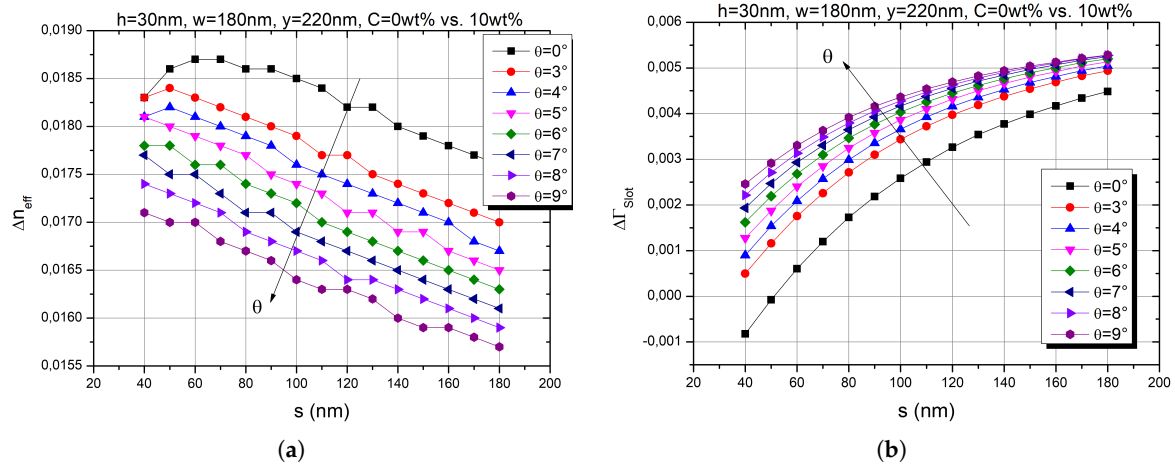 h=30nm, w=180nm, y=220nm, C=0wt% vs. 10wt%
0,0190
0,0185
0,0180
0,0175
0,0170
0,0165
0,0160
0,0155
Δn_eff
θ=0°
θ=3°
θ=4°
θ=5°
θ=6°
θ=7°
θ=8°
θ=9°
θ
20 40 60 80 100 120 140 160 180 200
s (nm)
(a)
h=30nm, w=180nm, y=220nm, C=0wt% vs. 10wt%
0,006
0,005
0,004
0,003
0,002
0,001
0,000
-0,001
ΔΓ_Slot
θ
θ=0°
θ=3°
θ=4°
θ=5°
θ=6°
θ=7°
θ=8°
θ=9°
20 40 60 80 100 120 140 160 180 200
s (nm)
(b)